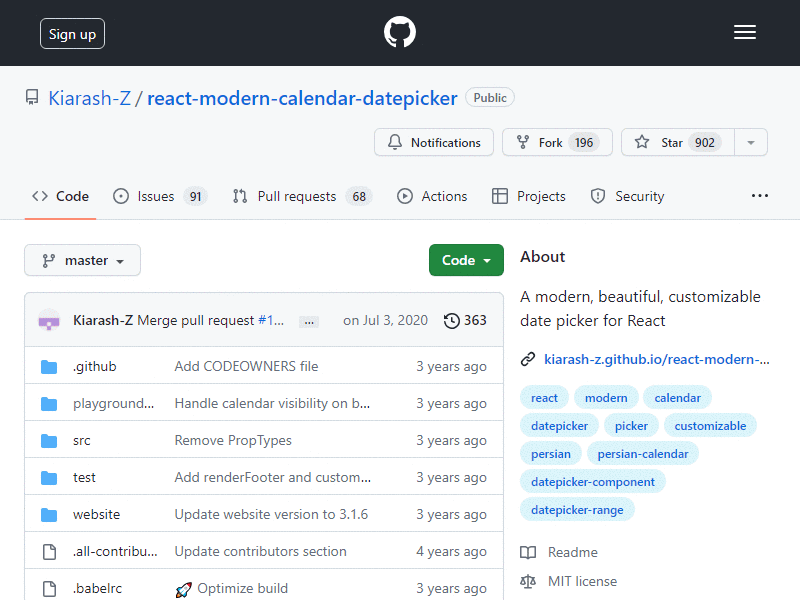 Sign up
Kiarash-Z / react-modern-calendar-datepicker Public
Notifications Fork 196 Star 902
Code Issues 91 Pull requests 68 Actions Projects Security
master Code
Kiarash-Z Merge pull request #1... ... on Jul 3, 2020 363
.github Add CODEOWNERS file 3 years ago
playground... Handle calendar visibility on b... 3 years ago
src Remove PropTypes 3 years ago
test Add renderFooter and custom... 3 years ago
website Update website version to 3.1.6 3 years ago
.all-contribu... Update contributors section 4 years ago
.babelrc 🚀 Optimize build 3 years ago
About
A modern, beautiful, customizable
date picker for React
kiarash-z.github.io/react-modern-...
react modern calendar
datepicker picker customizable
persian persian-calendar
datepicker-component
datepicker-range
Readme
MIT license